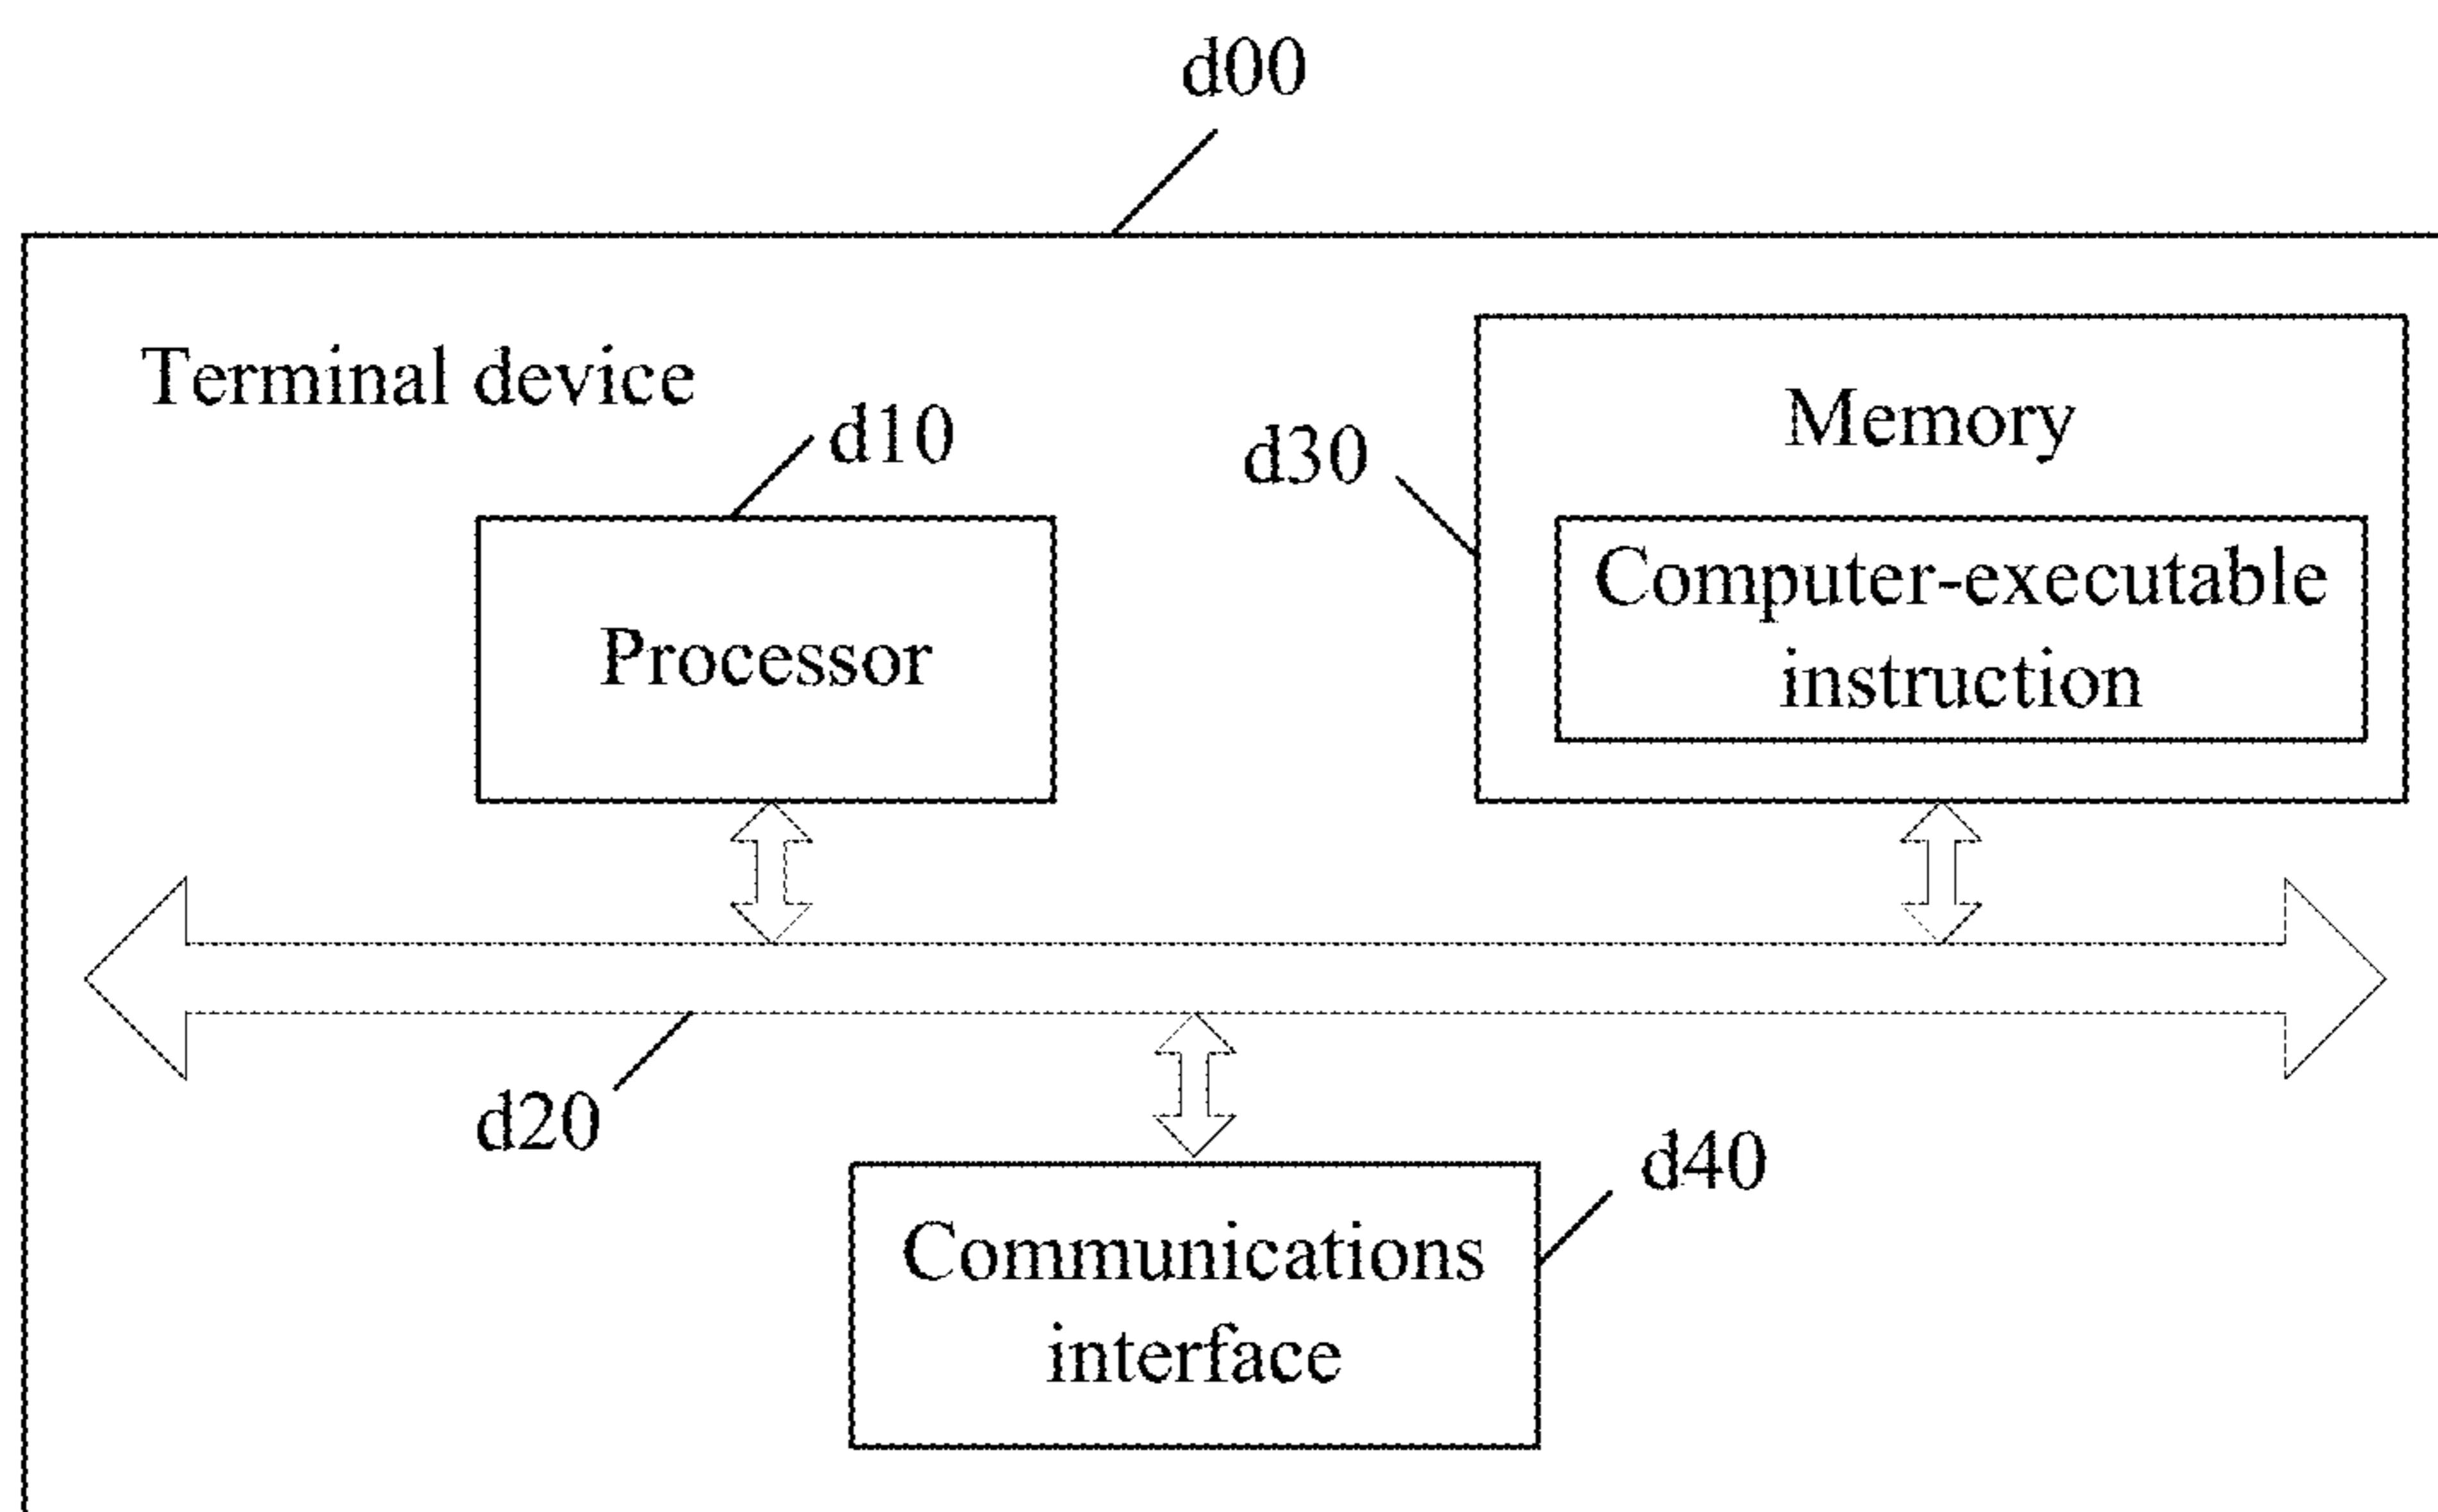 d00
Terminal device
d10
d30
Memory
Processor
Computer-executable
instruction
d20
d40
Communications
interface